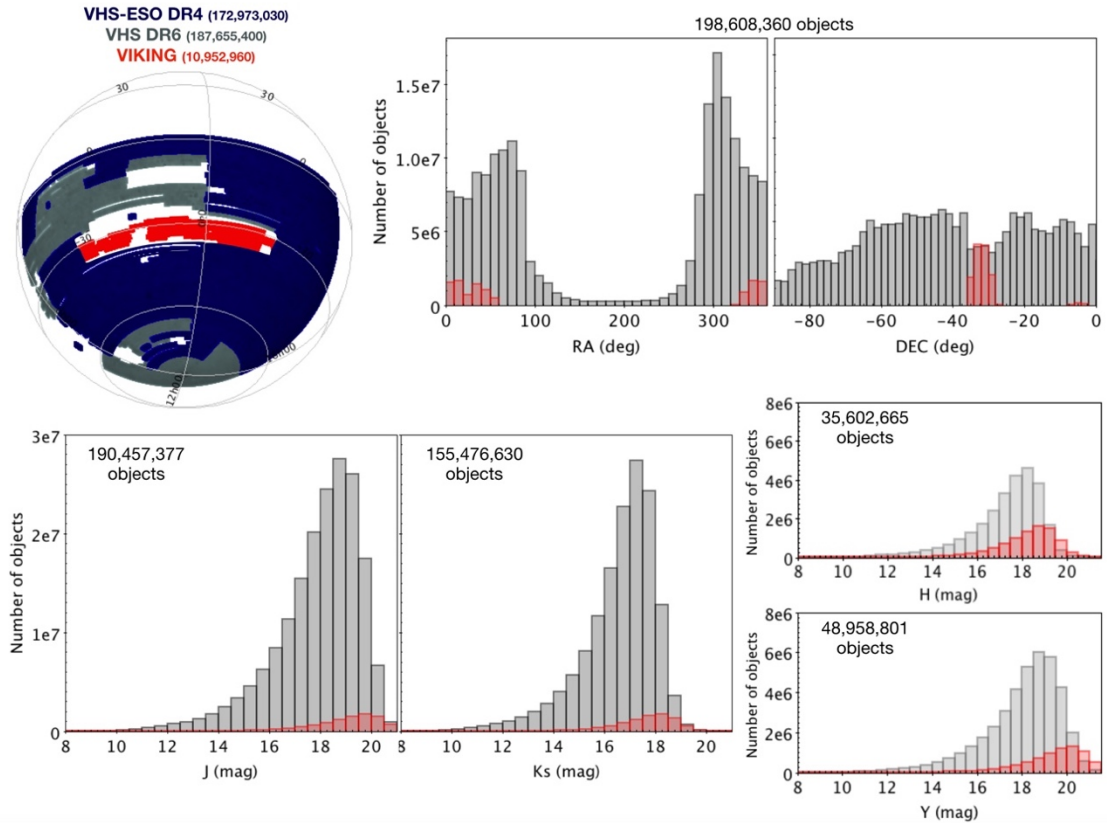 VHS-ESO DR4 (172,973,030)
VHS DR6 (187,655,400)
VIKING (10,952,960)
30
30
0
0
-30
12h00
198,608,360 objects
Number of objects
1.5e7
1.0e7
5e6
0
0 100 200 300
RA (deg)
−80 −60 −40 −20 0
DEC (deg)
190,457,377
objects
Number of objects
3e7
2e7
1e7
0
8 10 12 14 16 18 20
J (mag)
155,476,630
objects
8 10 12 14 16 18 20
Ks (mag)
35,602,665
objects
Number of objects
8e6
6e6
4e6
2e6
0
8 10 12 14 16 18 20
H (mag)
48,958,801
objects
Number of objects
8e6
6e6
4e6
2e6
0
8 10 12 14 16 18 20
Y (mag)